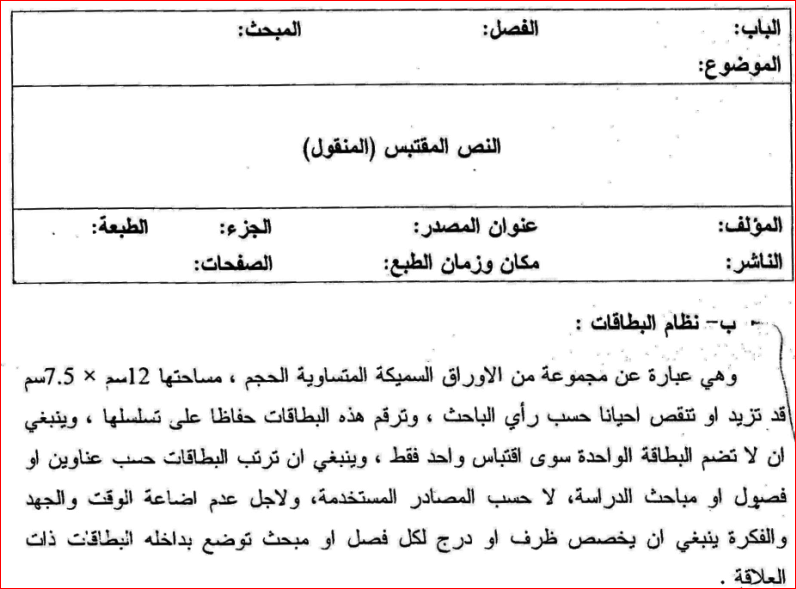 الباب: الفصل: المبحث:
الموضوع:
النص المقتبس (المنقول)
المؤلف: عنوان المصدر: الجزء: الطبعة:
الناشر: مكان وزمان الطبع: الصفحات:
ب- نظام البطاقات :
وهي عبارة عن مجموعة من الاوراق السميكة المتساوية الحجم ، مساحتها 12سم × 7.5سم
قد تزيد او تنقص احيانا حسب رأي الباحث ، وترقم هذه البطاقات حفاظا على تسلسلها ، وينبغي
ان لا تضم البطاقة الواحدة سوى اقتباس واحد فقط ، وينبغي ان ترتب البطاقات حسب عناوين او
فصول او مباحث الدراسة، لا حسب المصادر المستخدمة، ولاجل عدم اضاعة الوقت والجهد
والفكرة ينبغي ان يخصص ظرف او درج لكل فصل او مبحث توضع بداخله البطاقات ذات
العلاقة .